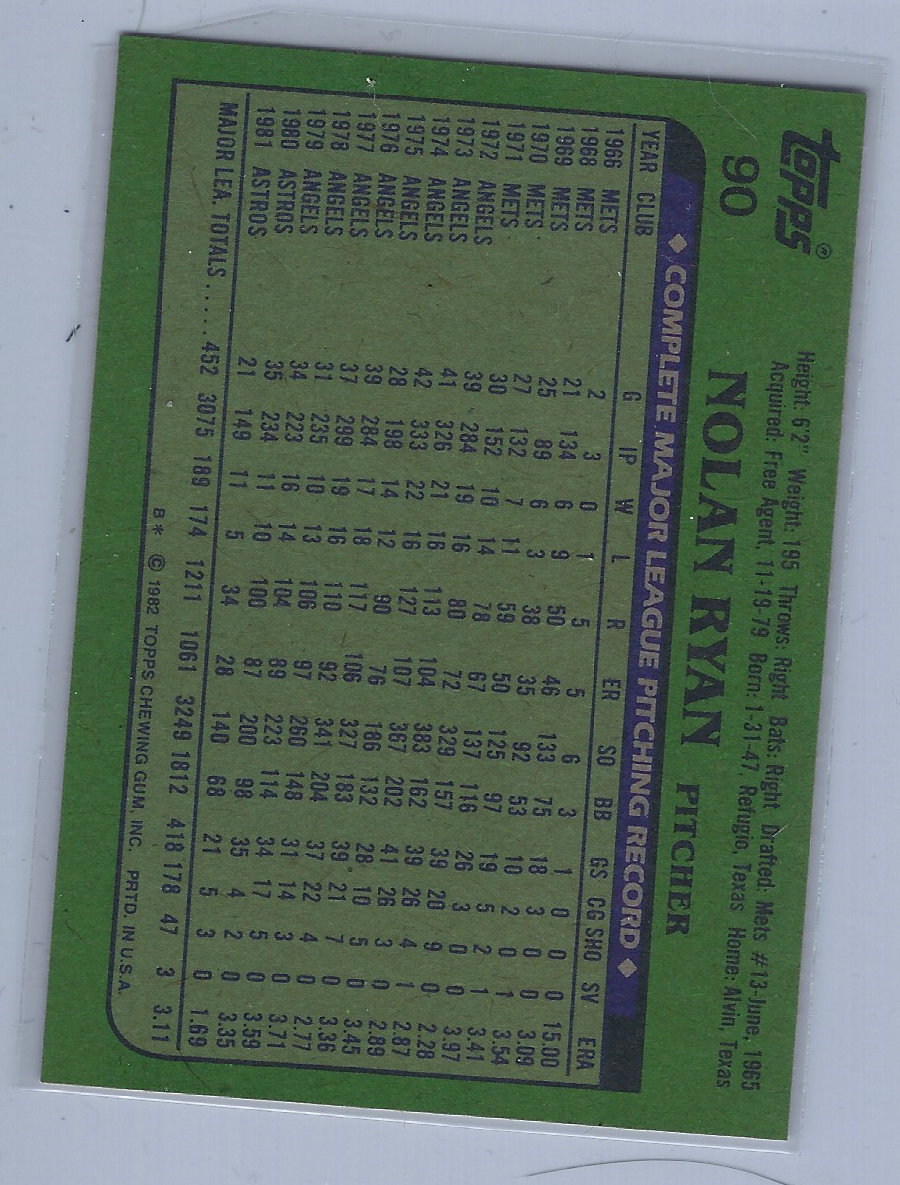 topps®
90
Height: 6'2" Weight: 195 Throws: Right Bats: Right Drafted: Mets #13-June, 1965
Acquired: Free Agent, 11-19-79 Born: 1-31-47, Refugio, Texas Home: Alvin, Texas
NOLAN RYAN PITCHER
COMPLETE MAJOR LEAGUE PITCHING RECORD
YEAR CLUB G IP W L R ER SO BB GS CG SHO SV ERA
1966 METS 2 3 0 1 5 5 6 3 1 0 0 0 15.00
1968 METS 21 134 6 9 50 46 133 75 18 3 0 0 3.09
1969 METS 25 89 6 3 38 35 92 53 10 2 0 1 3.54
1970 METS 27 132 7 11 59 50 125 97 19 5 2 1 3.41
1971 METS 30 152 10 14 78 67 137 116 26 3 0 0 3.97
1972 ANGELS 39 284 19 16 80 72 329 157 39 20 9 0 2.28
1973 ANGELS 41 326 21 16 113 104 383 162 39 26 4 1 2.87
1974 ANGELS 42 333 22 16 127 107 367 202 41 26 3 0 2.89
1975 ANGELS 28 198 14 12 90 76 186 132 28 10 5 0 3.45
1976 ANGELS 39 284 17 18 117 106 327 183 39 21 7 0 3.36
1977 ANGELS 37 299 19 16 110 92 341 204 37 22 4 0 2.77
1978 ANGELS 31 235 10 13 106 97 260 148 31 14 3 0 3.71
1979 ANGELS 34 223 16 14 104 89 223 114 34 17 5 0 3.59
1980 ASTROS 35 234 11 10 100 87 200 98 35 4 2 0 3.35
1981 ASTROS 21 149 11 5 34 28 140 68 21 5 3 0 1.69
MAJOR LEA. TOTALS...... 452 3075 189 174 1211 1061 3249 1812 418 178 47 3 3.11
B* © 1982 TOPPS CHEWING GUM, INC. PRTD. IN U.S.A.